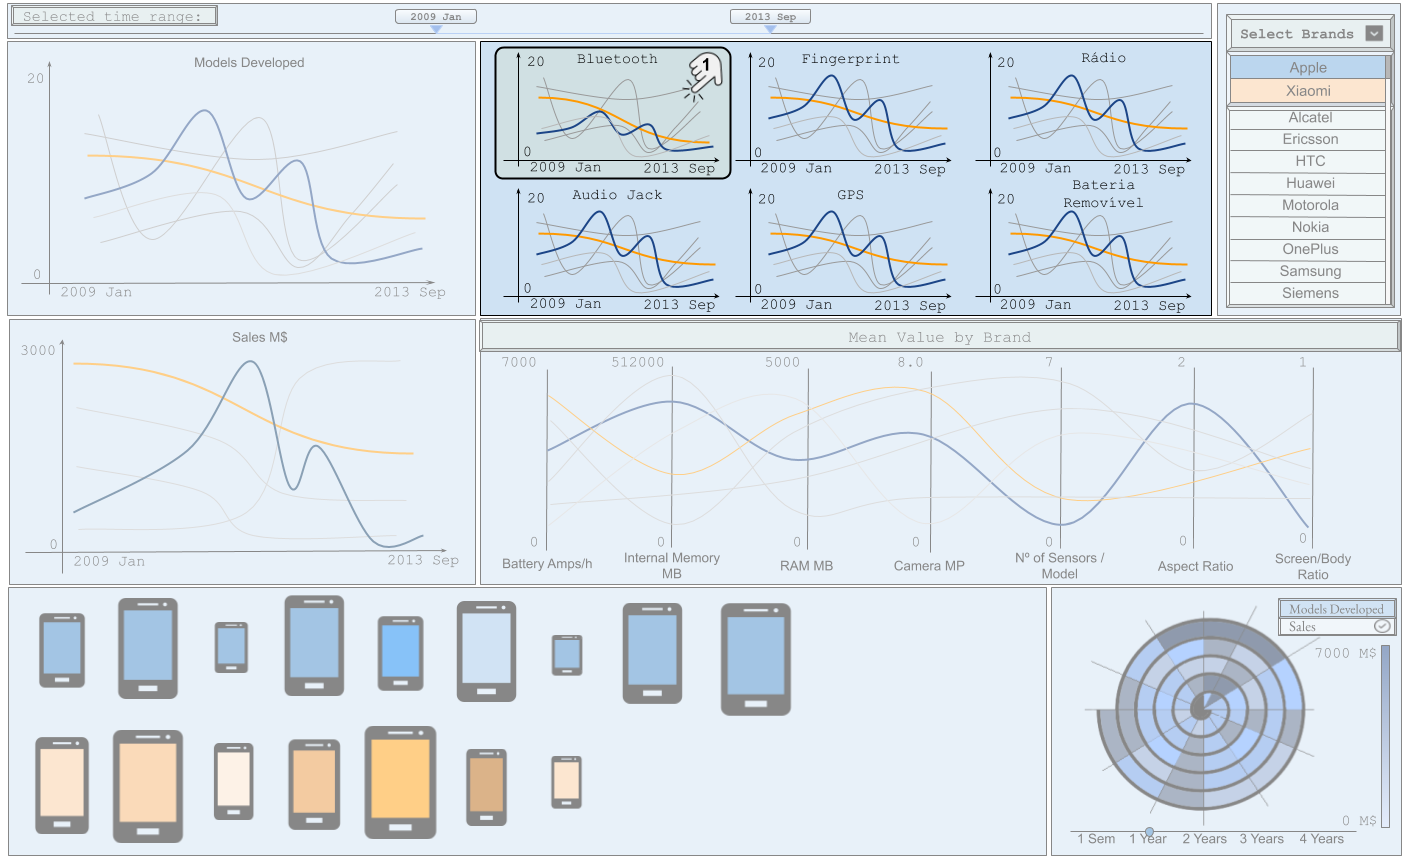 Selected time range:
2009 Jan
2013 Sep
Select Brands
Apple
Xiaomi
Alcatel
Ericsson
HTC
Huawei
Motorola
Nokia
OnePlus
Samsung
Siemens
Models Developed
20
0
2009 Jan
2013 Sep
Bluetooth
20
0
2009 Jan
2013 Sep
1
Fingerprint
20
0
2009 Jan
2013 Sep
Rádio
20
0
2009 Jan
2013 Sep
Audio Jack
20
0
2009 Jan
2013 Sep
GPS
20
0
2009 Jan
2013 Sep
Bateria
Removível
20
0
2009 Jan
2013 Sep
Sales M$
3000
0
2009 Jan
2013 Sep
Mean Value by Brand
7000
512000
5000
8.0
7
2
1
0
0
0
0
0
0
0
Battery Amps/h
Internal Memory
MB
RAM MB
Camera MP
Nº of Sensors /
Model
Aspect Ratio
Screen/Body
Ratio
Models Developed
Sales
7000 M$
0 M$
1 Sem
1 Year
2 Years
3 Years
4 Years